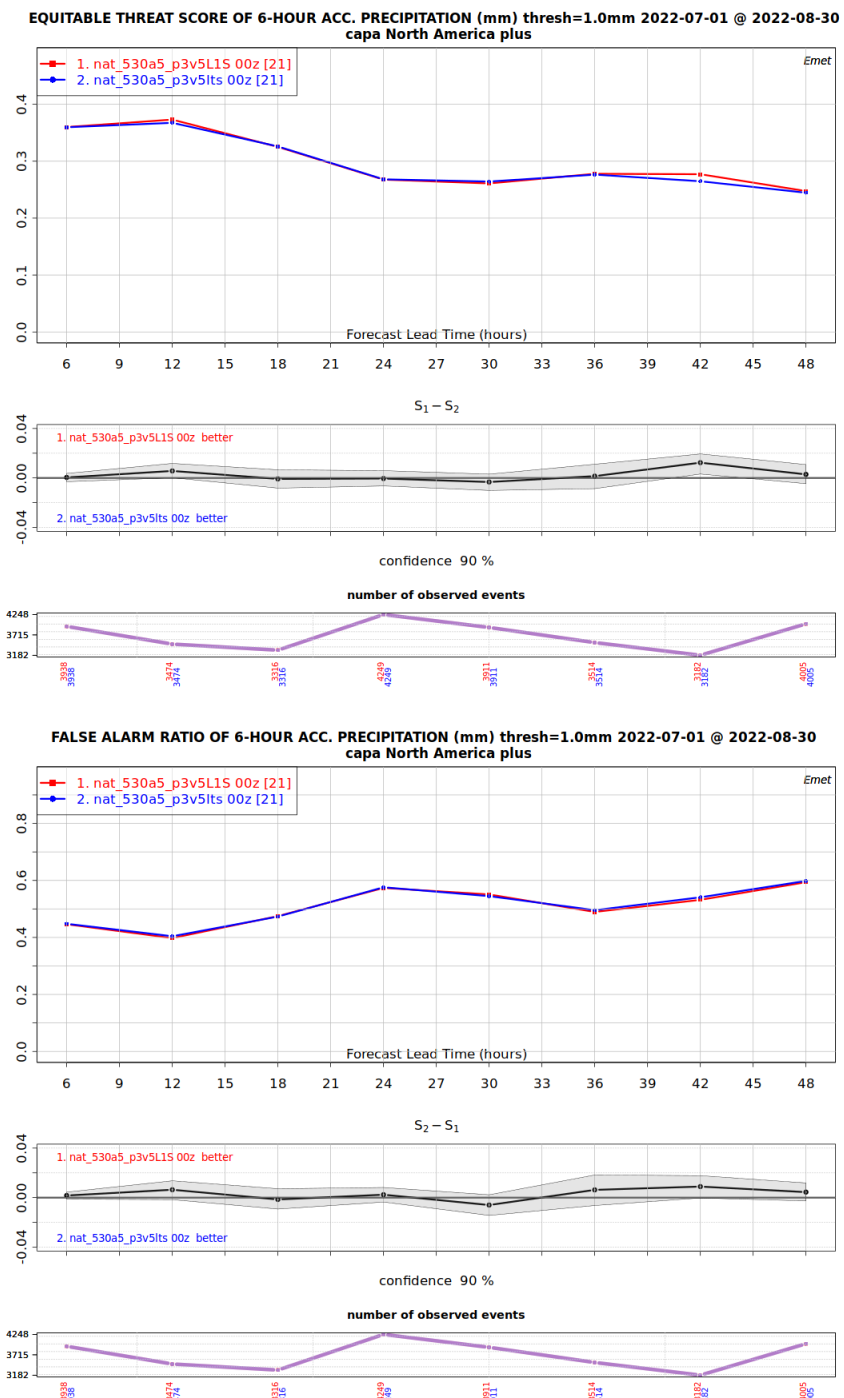 EQUITABLE THREAT SCORE OF 6-HOUR ACC. PRECIPITATION (mm) thresh=1.0mm 2022-07-01 @ 2022-08-30
capa North America plus
1. nat_530a5_p3v5L1S 00z [21]
2. nat_530a5_p3v5lts 00z [21]
Emet
0.4
0.3
0.2
0.1
0.0
Forecast Lead Time (hours)
6 9 12 15 18 21 24 27 30 33 36 39 42 45 48
S1 − S2
0.04
0.00
-0.04
1. nat_530a5_p3v5L1S 00z better
2. nat_530a5_p3v5lts 00z better
confidence 90 %
number of observed events
4248
3715
3182
3938 3474 3316 4249 3911 3514 3182 4005
3938 3474 3316 4249 3911 3514 3182 4005
FALSE ALARM RATIO OF 6-HOUR ACC. PRECIPITATION (mm) thresh=1.0mm 2022-07-01 @ 2022-08-30
capa North America plus
1. nat_530a5_p3v5L1S 00z [21]
2. nat_530a5_p3v5lts 00z [21]
Emet
0.8
0.6
0.4
0.2
0.0
Forecast Lead Time (hours)
6 9 12 15 18 21 24 27 30 33 36 39 42 45 48
S2 − S1
0.04
0.00
-0.04
1. nat_530a5_p3v5L1S 00z better
2. nat_530a5_p3v5lts 00z better
confidence 90 %
number of observed events
4248
3715
3182